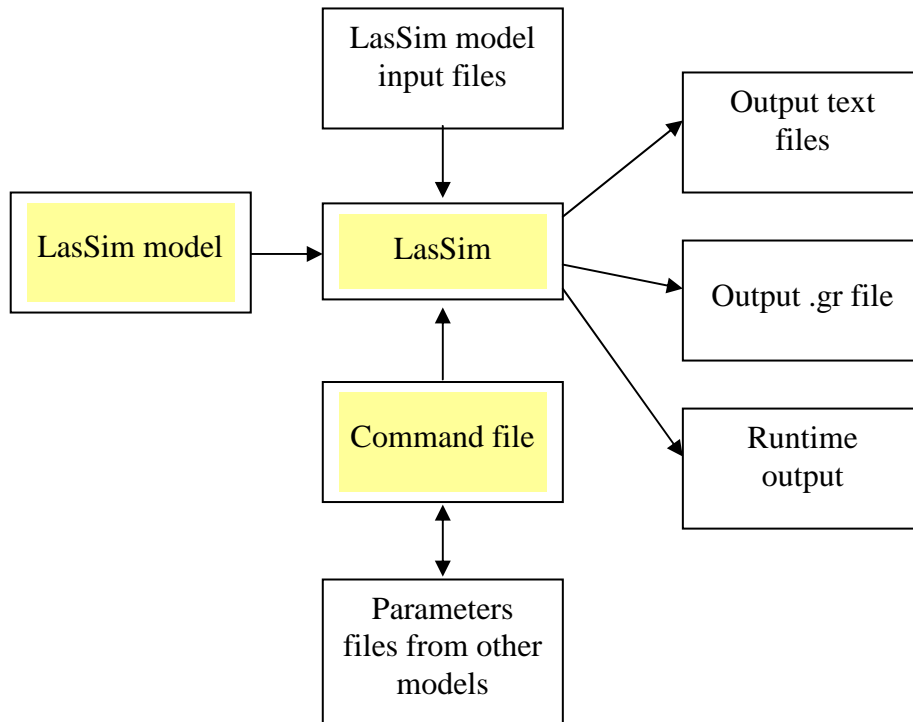 LasSim model
input files
Output text
files
LasSim model
LasSim
Output .gr file
Command file
Runtime
output
Parameters
files from other
models